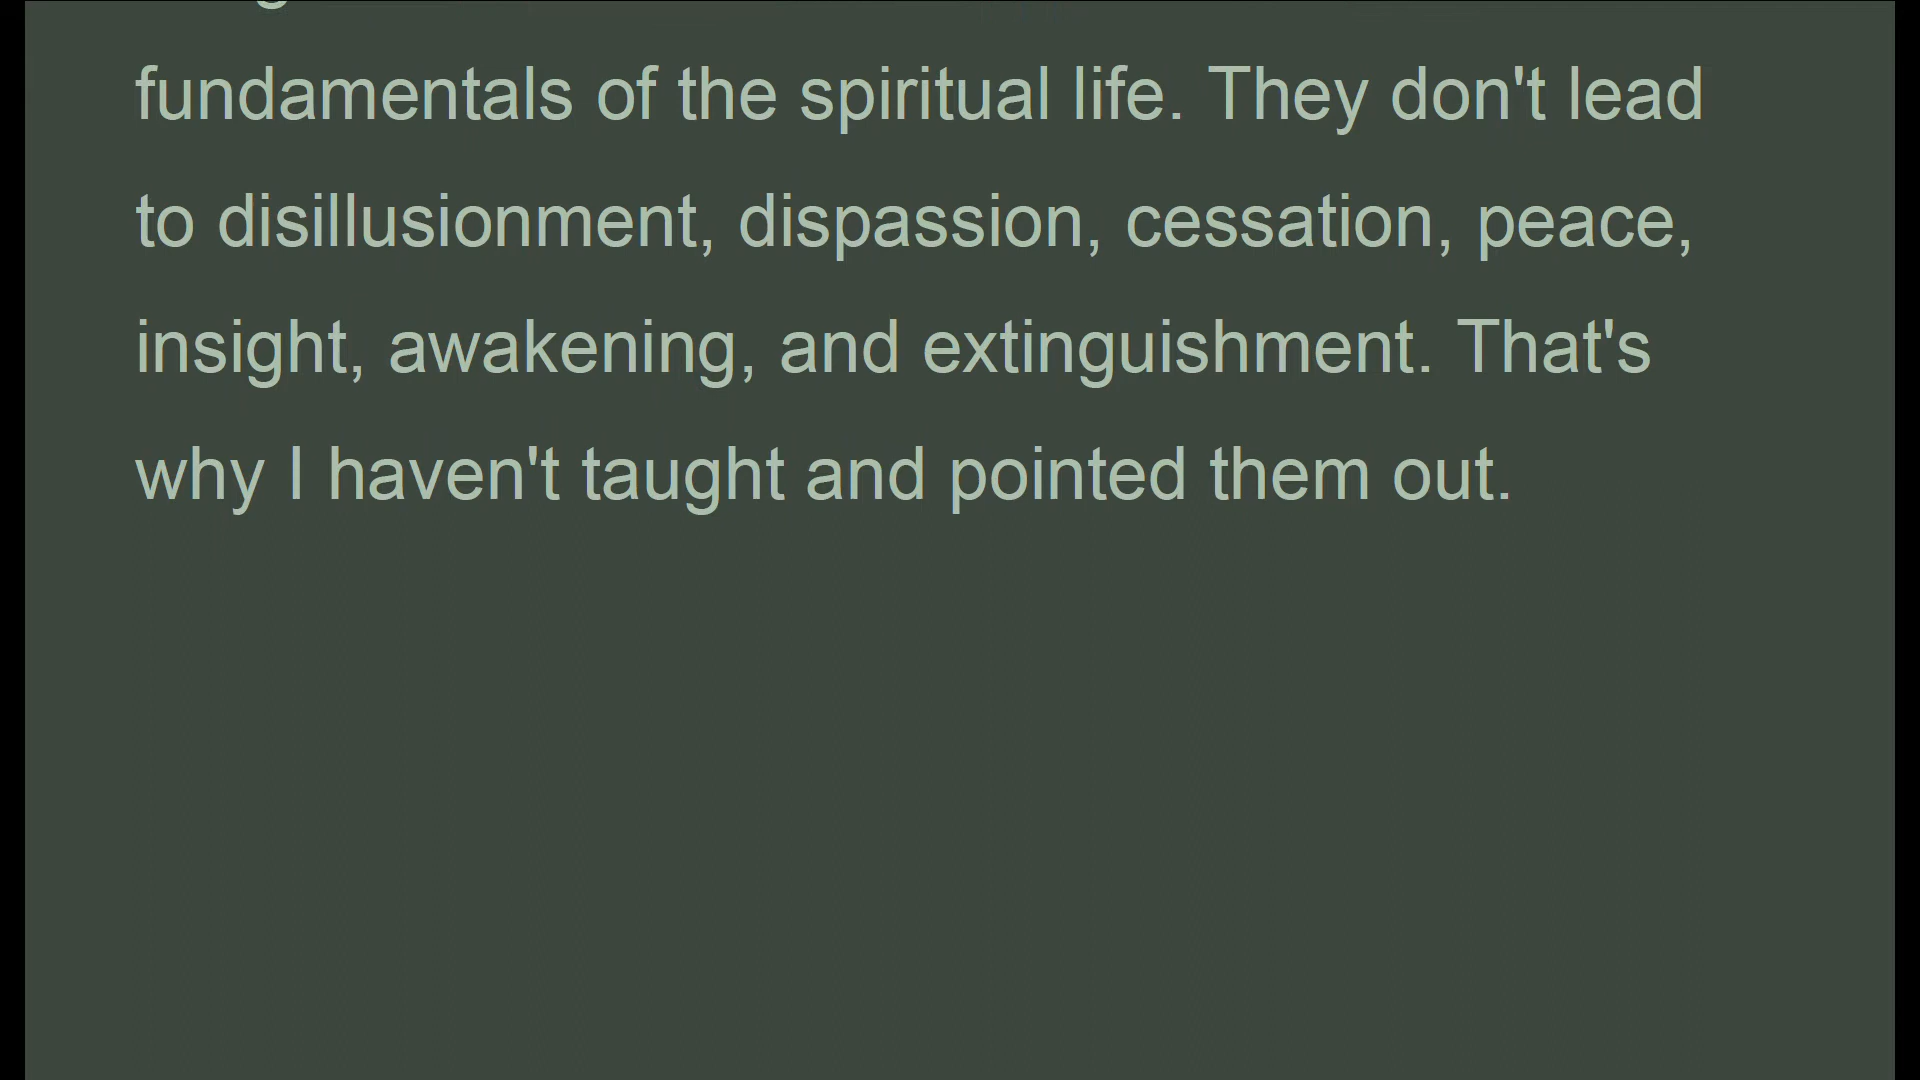 fundamentals of the spiritual life. They don't lead
to disillusionment, dispassion, cessation, peace,
insight, awakening, and extinguishment. That's
why I haven't taught and pointed them out.